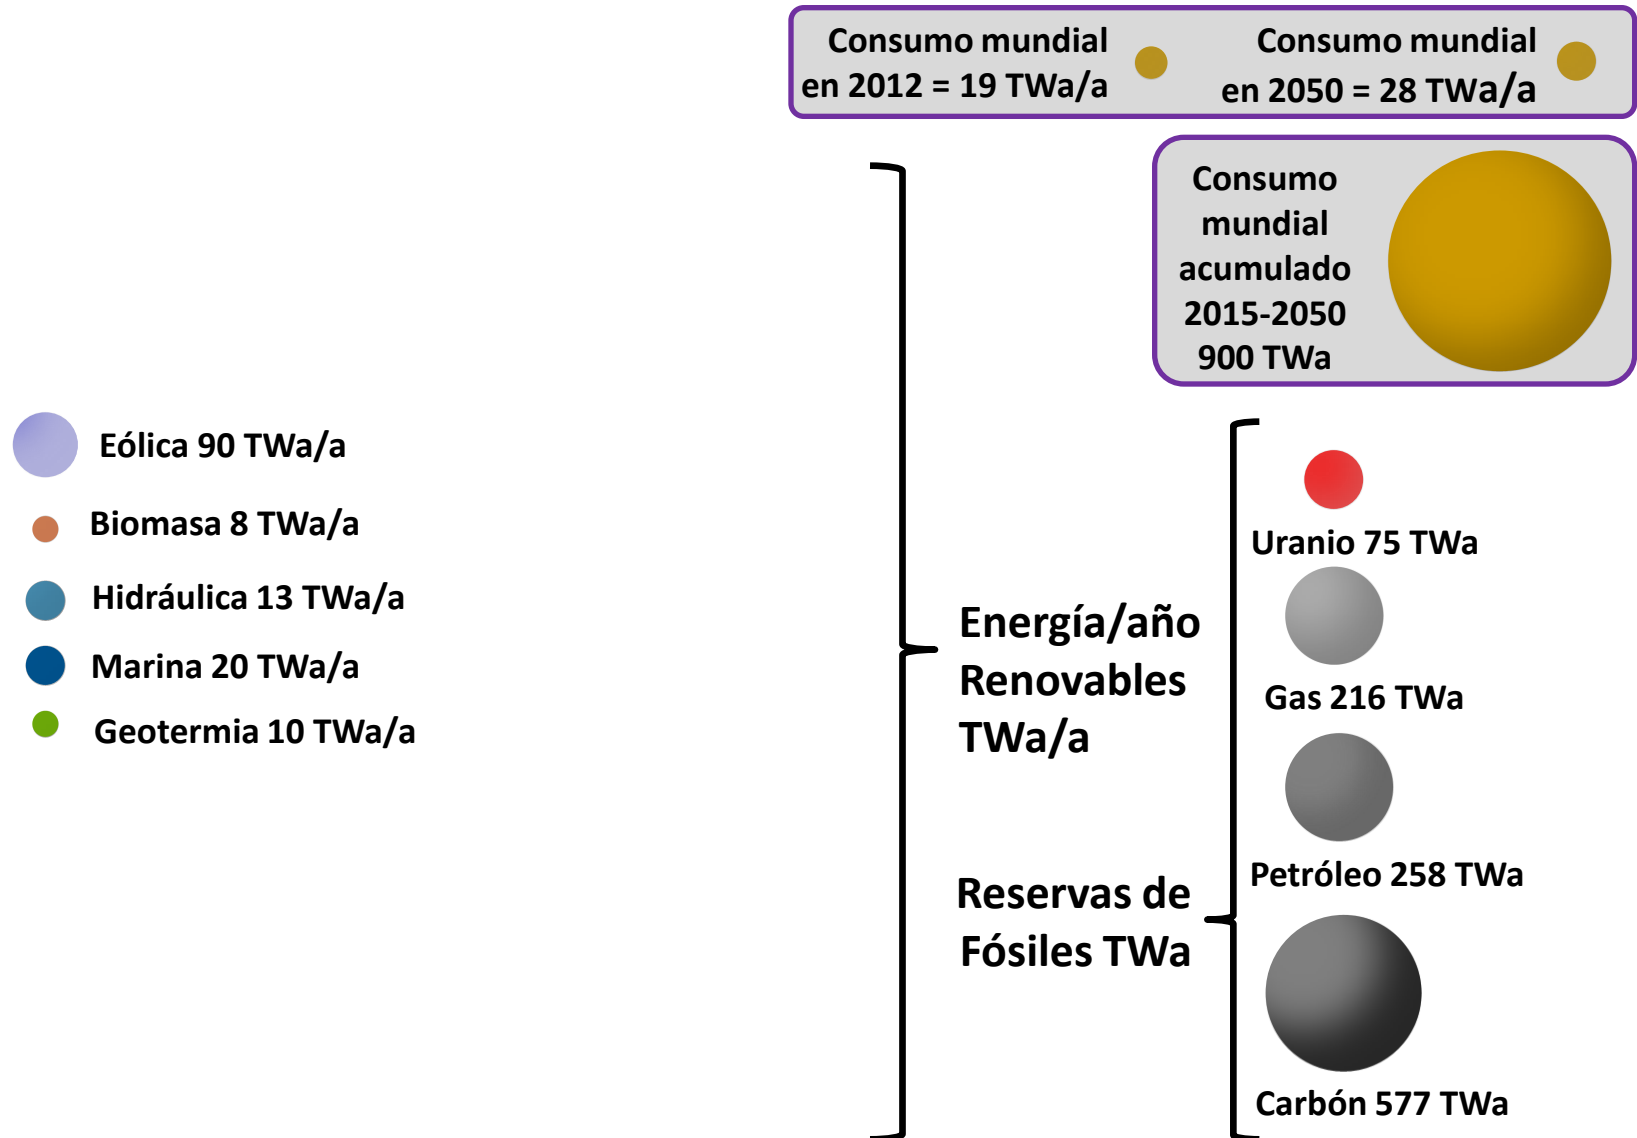 Consumo mundial
en 2012 = 19 TWa/a
Consumo mundial
en 2050 = 28 TWa/a
Consumo
mundial
acumulado
2015-2050
900 TWa
Eólica 90 TWa/a
Biomasa 8 TWa/a
Hidráulica 13 TWa/a
Marina 20 TWa/a
Geotermia 10 TWa/a
Energía/año
Renovables
TWa/a
Reservas de
Fósiles TWa
Uranio 75 TWa
Gas 216 TWa
Petróleo 258 TWa
Carbón 577 TWa